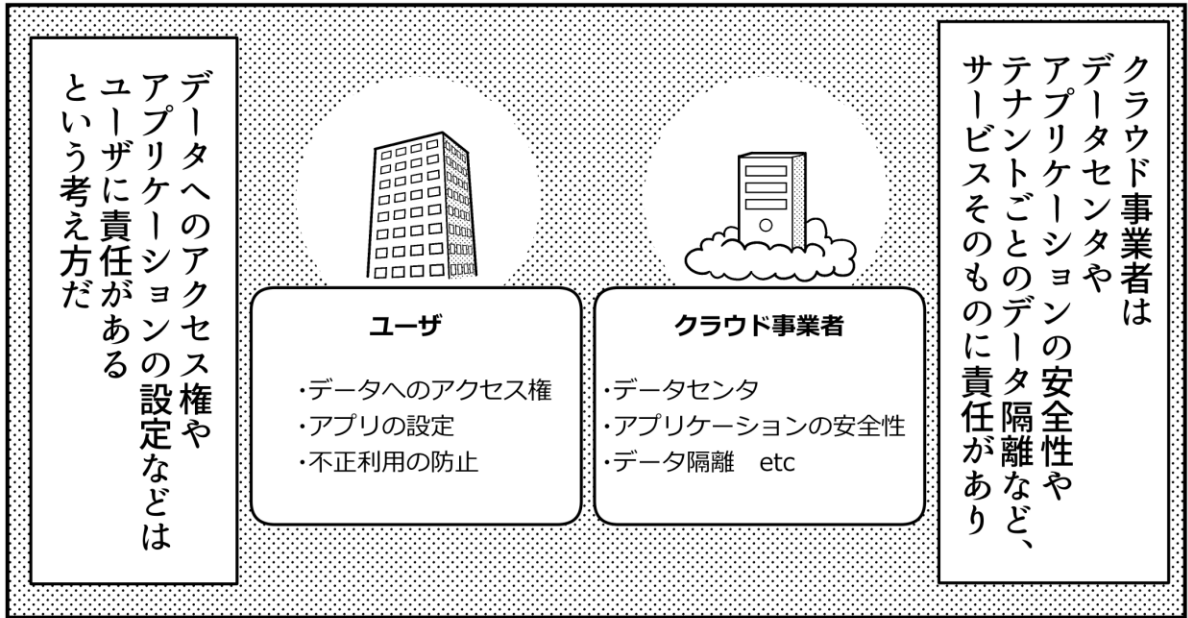 クラウド事業者は
データセンタや
アプリケーションの安全性や
テナントごとのデータ隔離など、
サービスそのものに責任があり
クラウド事業者
・データセンタ
・アプリケーションの安全性
・データ隔離　etc
ユーザ
・データへのアクセス権
・アプリの設定
・不正利用の防止
データへのアクセス権や
アプリケーションの設定などは
ユーザに責任がある
という考え方だ